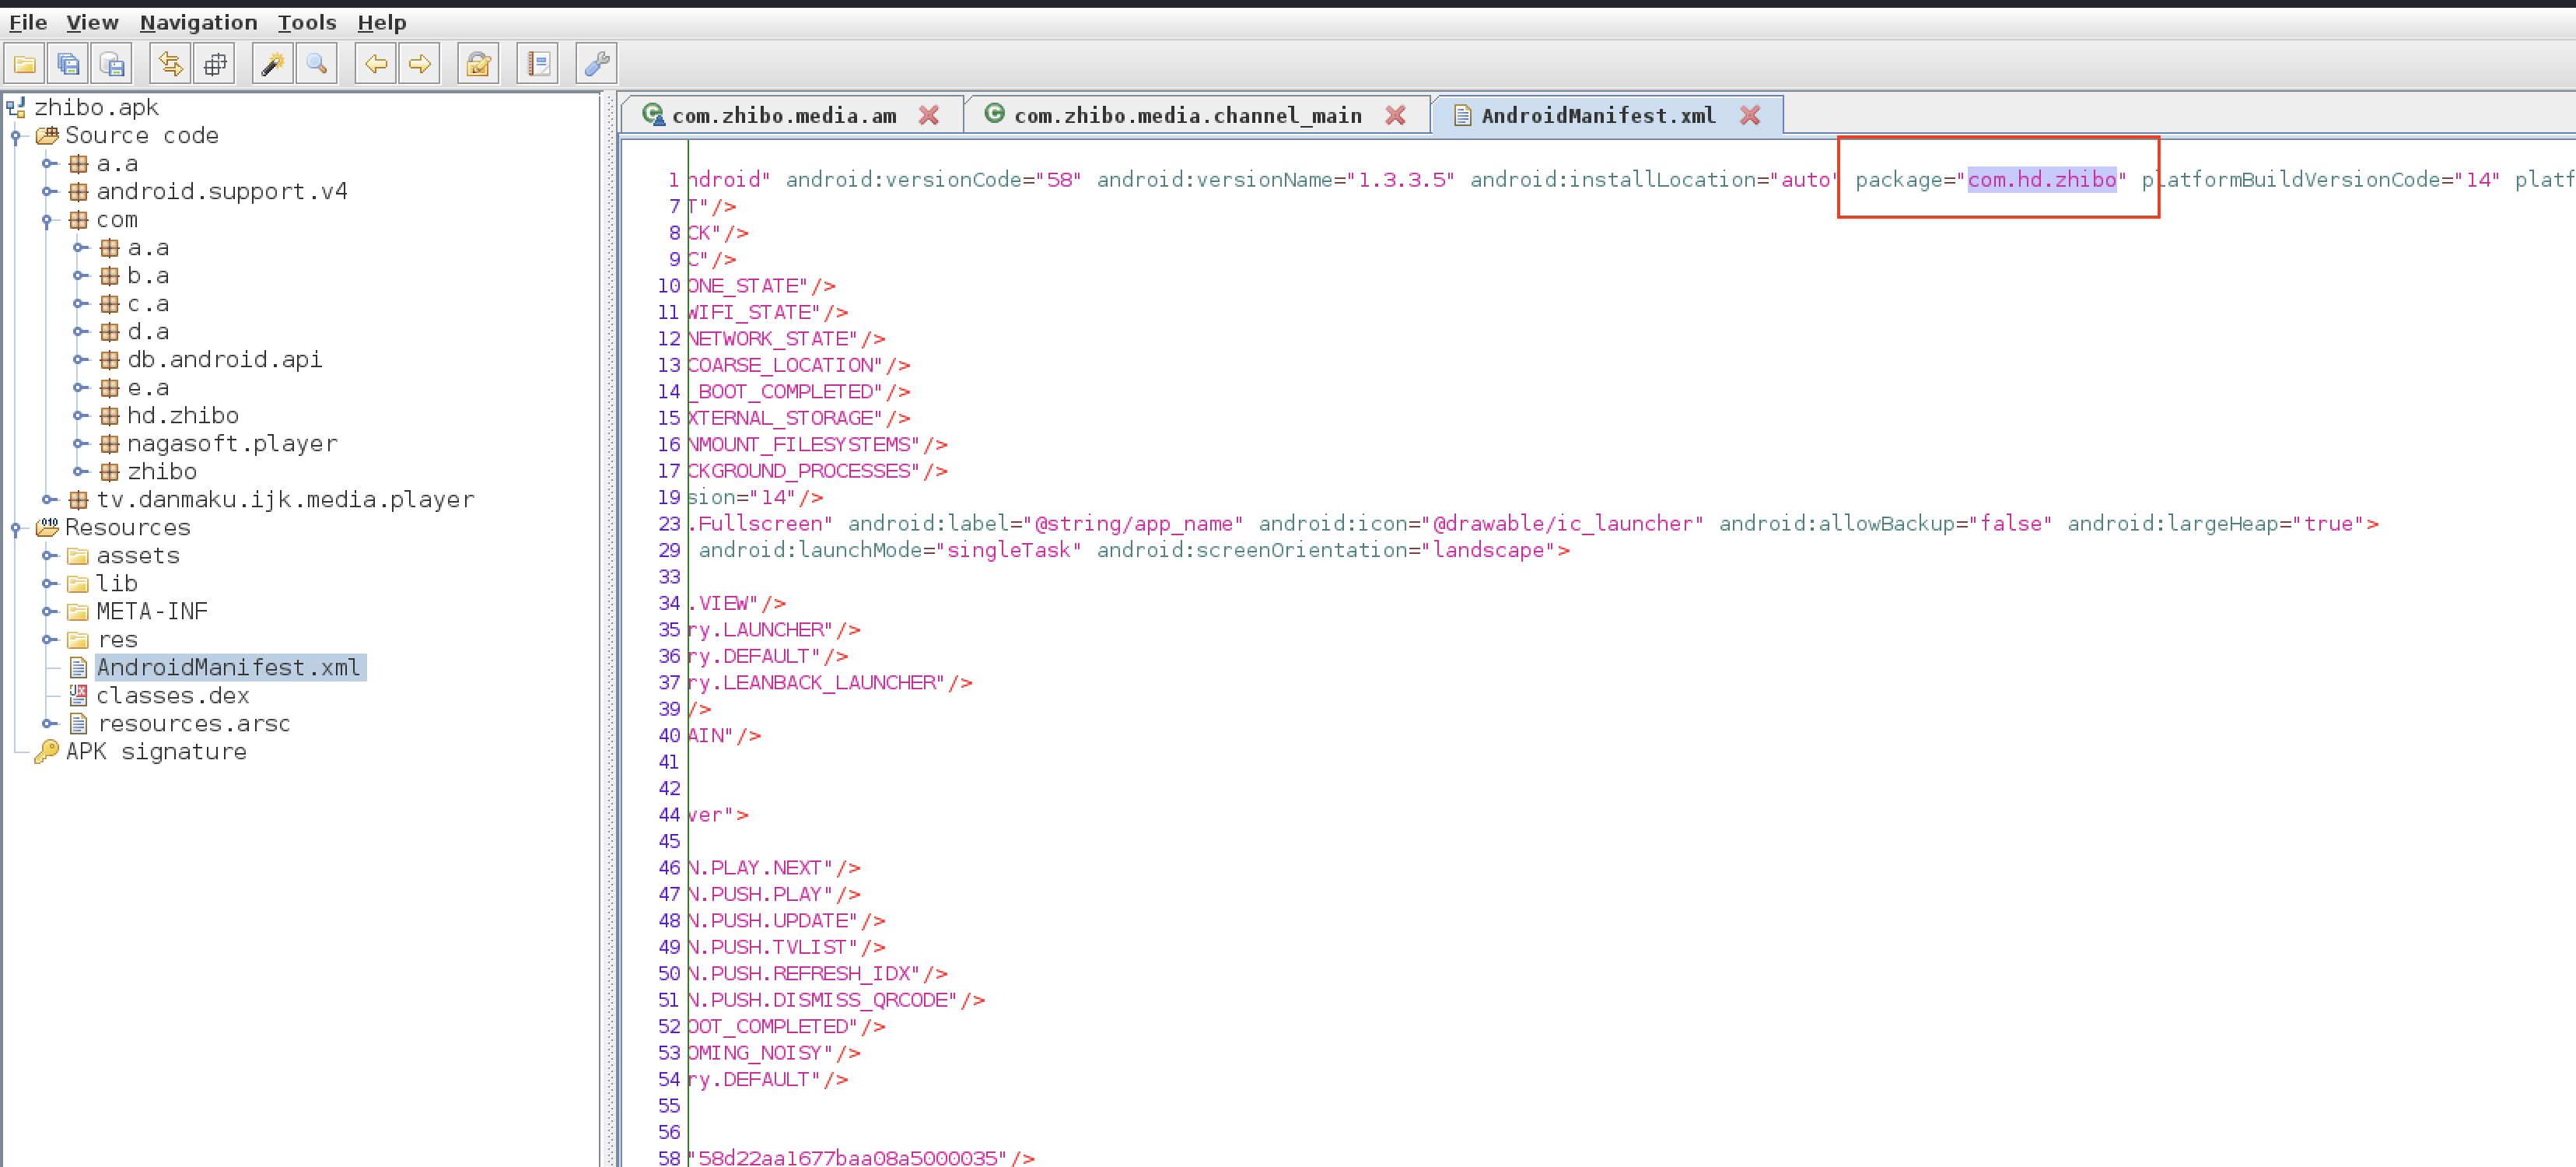 File View Navigation Tools Help
zhibo.apk
Source code
a.a
android.support.v4
com
a.a
b.a
c.a
d.a
db.android.api
e.a
hd.zhibo
nagasoft.player
zhibo
tv.danmaku.ijk.media.player
Resources
assets
lib
META-INF
res
AndroidManifest.xml
classes.dex
resources.arsc
APK signature
com.zhibo.media.am com.zhibo.media.channel_main AndroidManifest.xml
1 ndroid" android:versionCode="58" android:versionName="1.3.3.5" android:installLocation="auto" package="com.hd.zhibo" platformBuildVersionCode="14" platf
7 T"/>
8 CK"/>
9 C"/>
10 ONE_STATE"/>
11 WIFI_STATE"/>
12 NETWORK_STATE"/>
13 COARSE_LOCATION"/>
14 _BOOT_COMPLETED"/>
15 XTERNAL_STORAGE"/>
16 NMOUNT_FILESYSTEMS"/>
17 CKGROUND_PROCESSES"/>
19 sion="14"/>
23 .Fullscreen" android:label="@string/app_name" android:icon="@drawable/ic_launcher" android:allowBackup="false" android:largeHeap="true">
29 android:launchMode="singleTask" android:screenOrientation="landscape">
33
34 .VIEW"/>
35 ry.LAUNCHER"/>
36 ry.DEFAULT"/>
37 ry.LEANBACK_LAUNCHER"/>
39 />
40 AIN"/>
41
42
44 ver">
45
46 N.PLAY.NEXT"/>
47 N.PUSH.PLAY"/>
48 N.PUSH.UPDATE"/>
49 N.PUSH.TVLIST"/>
50 N.PUSH.REFRESH_IDX"/>
51 N.PUSH.DISMISS_QRCODE"/>
52 OOT_COMPLETED"/>
53 OMING_NOISY"/>
54 ry.DEFAULT"/>
55
56
58 "58d22aa1677baa08a5000035"/>